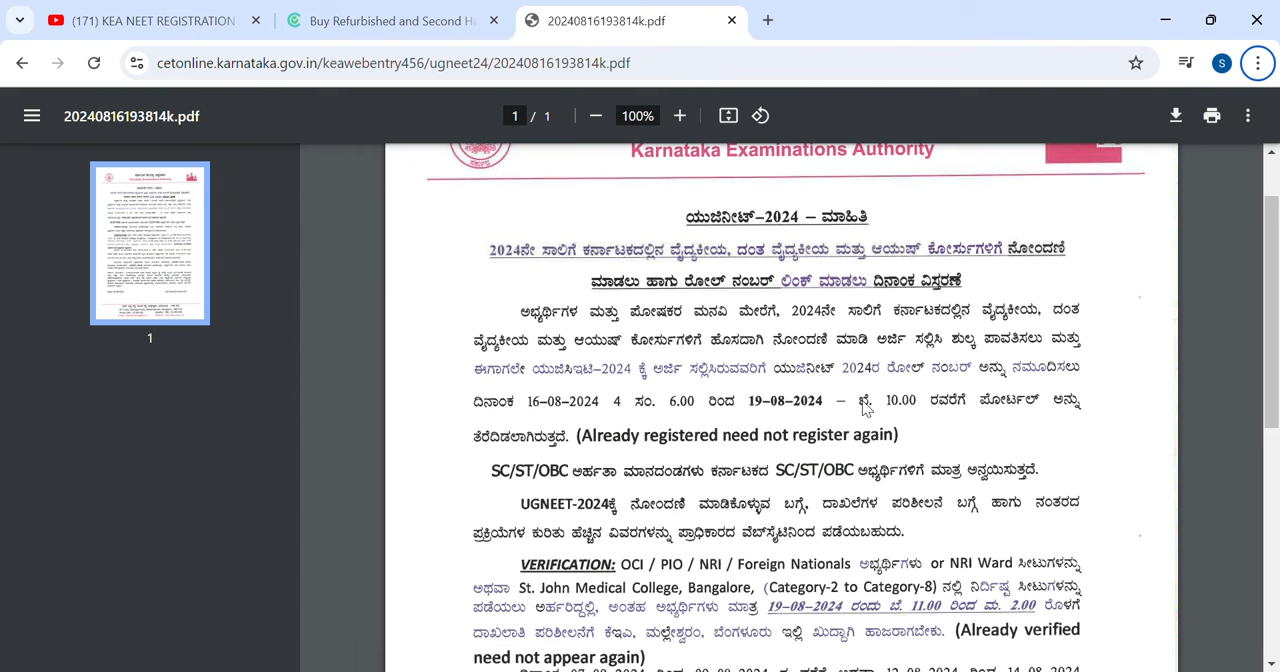 (171) KEA NEET REGISTRATION
Buy Refurbished and Second H
20240816193814k.pdf
cetonline.karnataka.gov.in/keawebentry456/ugneet24/20240816193814k.pdf
S
20240816193814k.pdf
1 / 1
100%
1
Karnataka Examinations Authority
ಯುಜಿನೀಟ್-2024 – ಮಾಹಿತಿ
2024ನೇ ಸಾಲಿಗೆ ಕರ್ನಾಟಕದಲ್ಲಿನ ವೈದ್ಯಕೀಯ, ದಂತ ವೈದ್ಯಕೀಯ ಮತ್ತು ಆಯುಷ್ ಕೋರ್ಸುಗಳಿಗೆ ನೋಂದಣಿ
ಮಾಡಲು ಹಾಗು ರೋಲ್ ನಂಬರ್ ಲಿಂಕ್ ಮಾಡಲು ದಿನಾಂಕ ವಿಸ್ತರಣೆ
ಅಭ್ಯರ್ಥಿಗಳ ಮತ್ತು ಪೋಷಕರ ಮನವಿ ಮೇರೆಗೆ, 2024ನೇ ಸಾಲಿಗೆ ಕರ್ನಾಟಕದಲ್ಲಿನ ವೈದ್ಯಕೀಯ, ದಂತ
ವೈದ್ಯಕೀಯ ಮತ್ತು ಆಯುಷ್ ಕೋರ್ಸುಗಳಿಗೆ ಹೊಸದಾಗಿ ನೋಂದಣಿ ಮಾಡಿ ಅರ್ಜಿ ಸಲ್ಲಿಸಿ ಶುಲ್ಕ ಪಾವತಿಸಲು ಮತ್ತು
ಈಗಾಗಲೇ ಯುಜಿಸಿಇಟಿ-2024 ಕ್ಕೆ ಅರ್ಜಿ ಸಲ್ಲಿಸಿರುವವರಿಗೆ ಯುಜಿನೀಟ್ 2024ರ ರೋಲ್ ನಂಬರ್ ಅನ್ನು ನಮೂದಿಸಲು
ದಿನಾಂಕ 16-08-2024 4 ಸಂ. 6.00 ರಿಂದ 19-08-2024 – ಬೆ. 10.00 ರವರೆಗೆ ಪೋರ್ಟಲ್ ಅನ್ನು
ತೆರೆದಿಡಲಾಗಿರುತ್ತದೆ. (Already registered need not register again)
SC/ST/OBC ಅರ್ಹತಾ ಮಾನದಂಡಗಳು ಕರ್ನಾಟಕದ SC/ST/OBC ಅಭ್ಯರ್ಥಿಗಳಿಗೆ ಮಾತ್ರ ಅನ್ವಯಿಸುತ್ತದೆ.
UGNEET-2024ಕ್ಕೆ ನೋಂದಣಿ ಮಾಡಿಕೊಳ್ಳುವ ಬಗ್ಗೆ, ದಾಖಲೆಗಳ ಪರಿಶೀಲನೆ ಬಗ್ಗೆ ಹಾಗು ನಂತರದ
ಪ್ರಕ್ರಿಯೆಗಳ ಕುರಿತು ಹೆಚ್ಚಿನ ವಿವರಗಳನ್ನು ಪ್ರಾಧಿಕಾರದ ವೆಬ್‌ಸೈಟಿನಿಂದ ಪಡೆಯಬಹುದು.
VERIFICATION: OCI / PIO / NRI / Foreign Nationals ಅಭ್ಯರ್ಥಿಗಳು or NRI Ward ಸೀಟುಗಳನ್ನು
ಅಥವಾ St. John Medical College, Bangalore, (Category-2 to Category-8) ನಲ್ಲಿ ನಿರ್ದಿಷ್ಟ ಸೀಟುಗಳನ್ನು
ಪಡೆಯಲು ಅರ್ಹರಿದ್ದಲ್ಲಿ, ಅಂತಹ ಅಭ್ಯರ್ಥಿಗಳು ಮಾತ್ರ 19-08-2024 ರಂದು ಬೆ. 11.00 ರಿಂದ ಮ. 2.00 ರೊಳಗೆ
ದಾಖಲಾತಿ ಪರಿಶೀಲನೆಗೆ ಕೆಇಎ, ಮಲ್ಲೇಶ್ವರಂ, ಬೆಂಗಳೂರು ಇಲ್ಲಿ ಖುದ್ದಾಗಿ ಹಾಜರಾಗಬೇಕು. (Already verified
need not appear again)